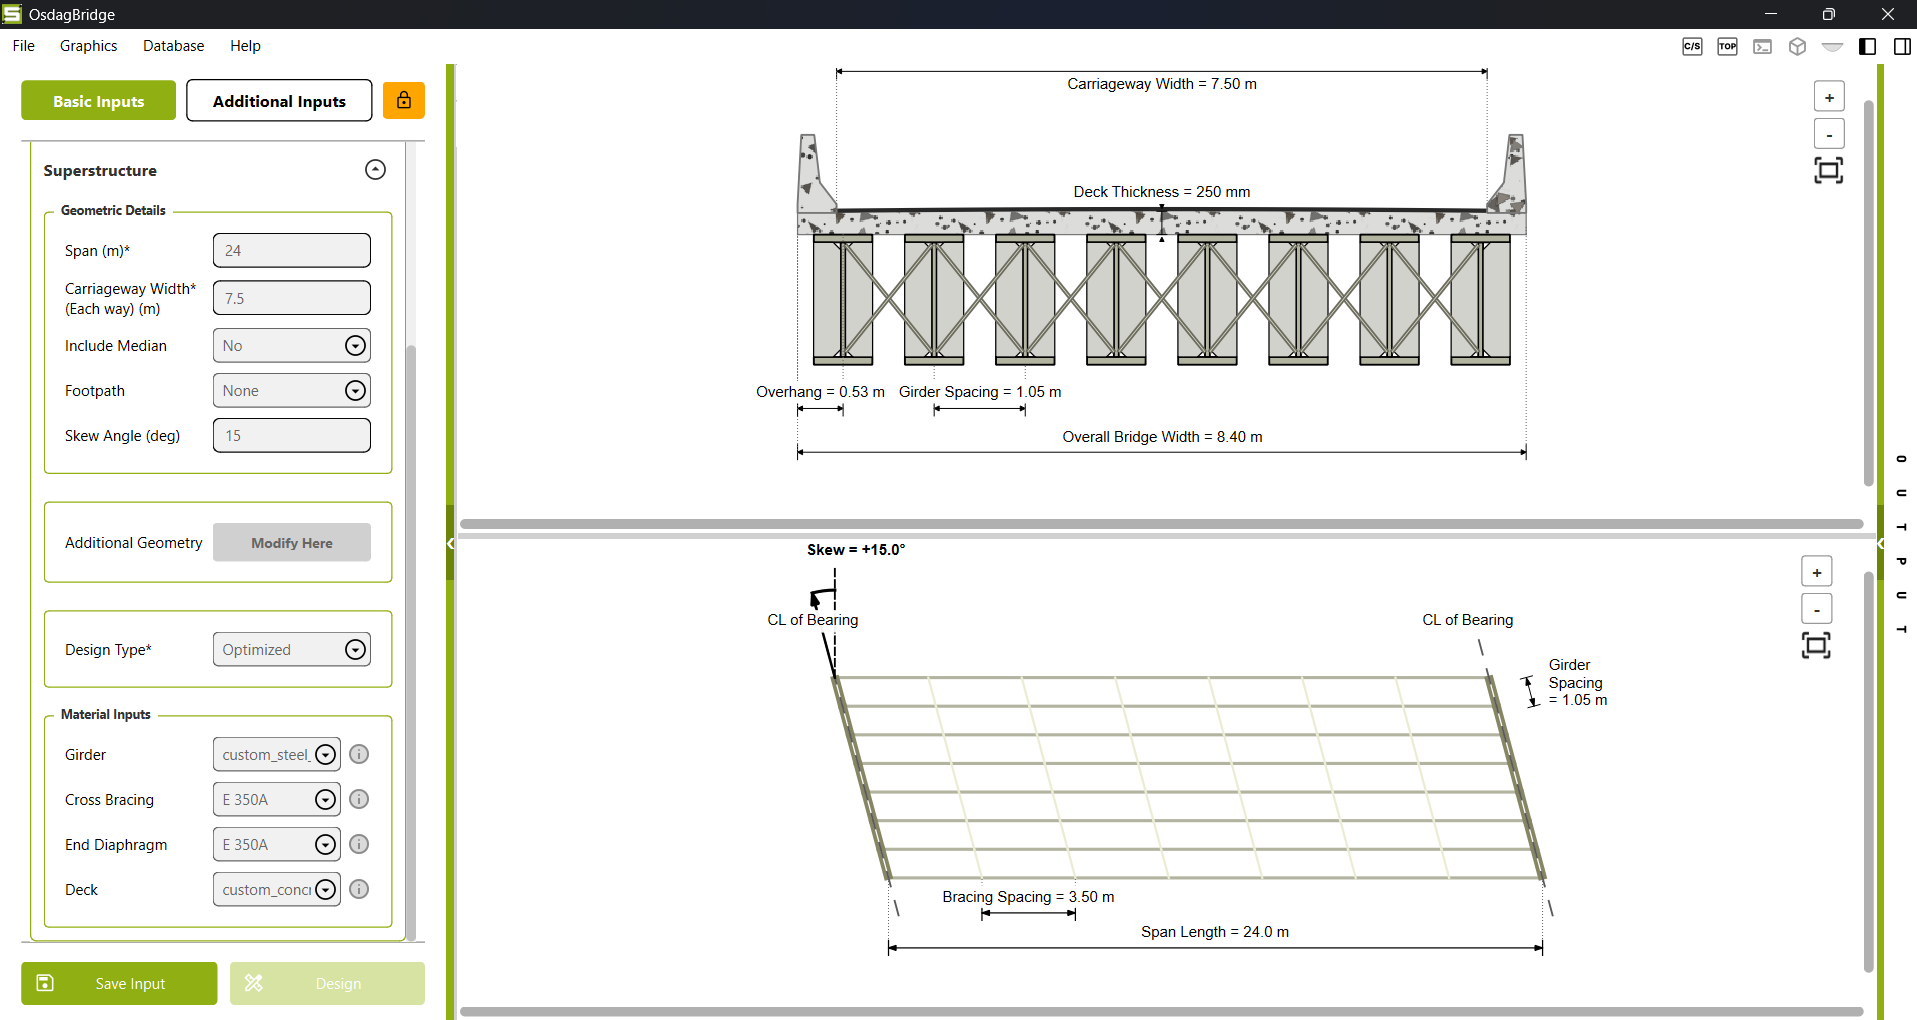 OsdagBridge
File Graphics Database Help
C/S TOP
Basic Inputs Additional Inputs
Superstructure
Geometric Details
Span (m)* 24
Carriageway Width*
(Each way) (m) 7.5
Include Median No
Footpath None
Skew Angle (deg) 15
Additional Geometry Modify Here
Design Type* Optimized
Material Inputs
Girder custom_steel_
Cross Bracing E 350A
End Diaphragm E 350A
Deck custom_conc
Save Input Design
Carriageway Width = 7.50 m
Deck Thickness = 250 mm
Overhang = 0.53 m Girder Spacing = 1.05 m
Overall Bridge Width = 8.40 m
+
-
Skew = +15.0°
CL of Bearing CL of Bearing
Girder
Spacing
= 1.05 m
Bracing Spacing = 3.50 m
Span Length = 24.0 m
+
-
OUTPUT